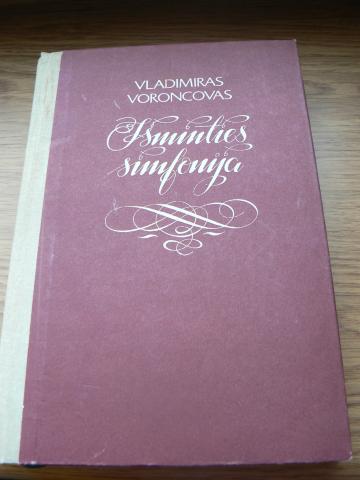 VLADIMIRAS
VORONCOVAS
Išminties
simfonija